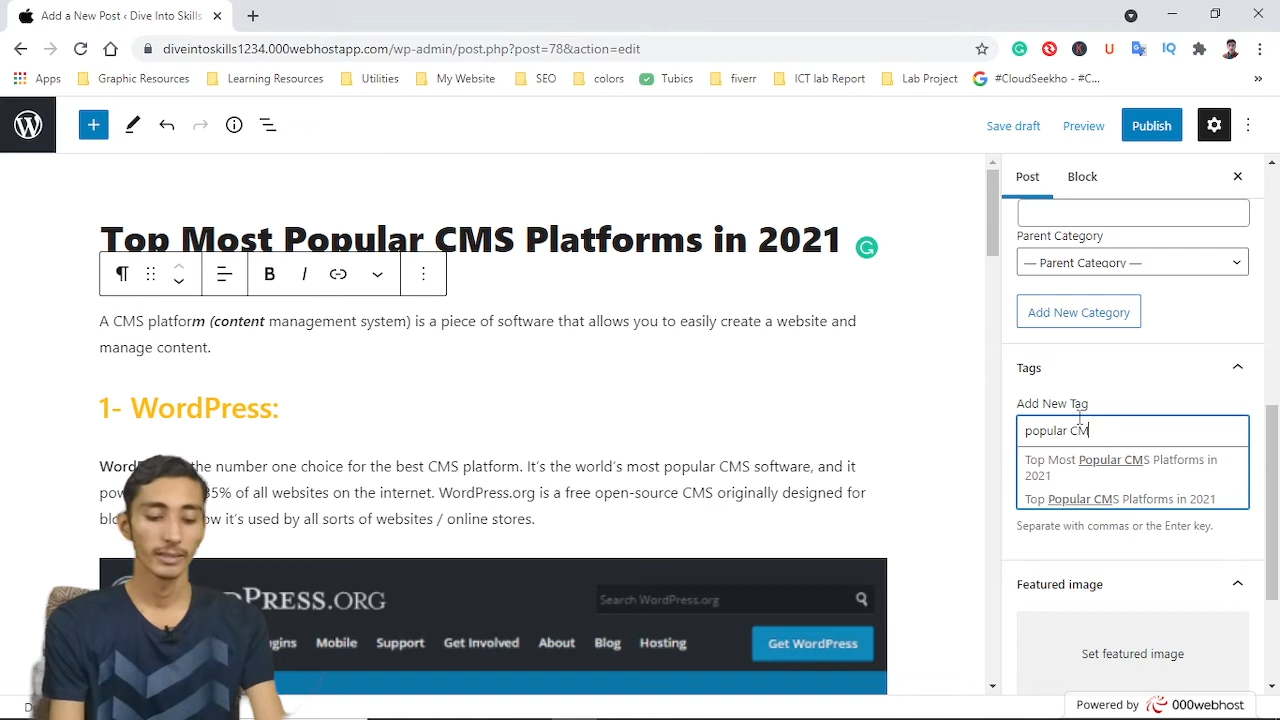 Add a New Post ‹ Dive Into Skills
diveintoskills1234.000webhostapp.com/wp-admin/post.php?post=78&action=edit
Apps
Graphic Resources
Learning Resources
Utilities
My Website
SEO
colors
Tubics
fiverr
ICT lab Report
Lab Project
#CloudSeekho - #C...
Save draft
Preview
Publish
Top Most Popular CMS Platforms in 2021
A CMS platform (content management system) is a piece of software that allows you to easily create a website and
manage content.
1- WordPress:
the number one choice for the best CMS platform. It's the world's most popular CMS software, and it
35% of all websites on the internet. WordPress.org is a free open-source CMS originally designed for
it's used by all sorts of websites / online stores.
PRESS.ORG
Search WordPress.org
Mobile
Support
Get Involved
About
Blog
Hosting
Get WordPress
Post
Block
Parent Category
— Parent Category —
Add New Category
Tags
Add New Tag
popular CM
Top Most Popular CMS Platforms in
2021
Top Popular CMS Platforms in 2021
Separate with commas or the Enter key.
Featured image
Set featured image
Powered by 000webhost